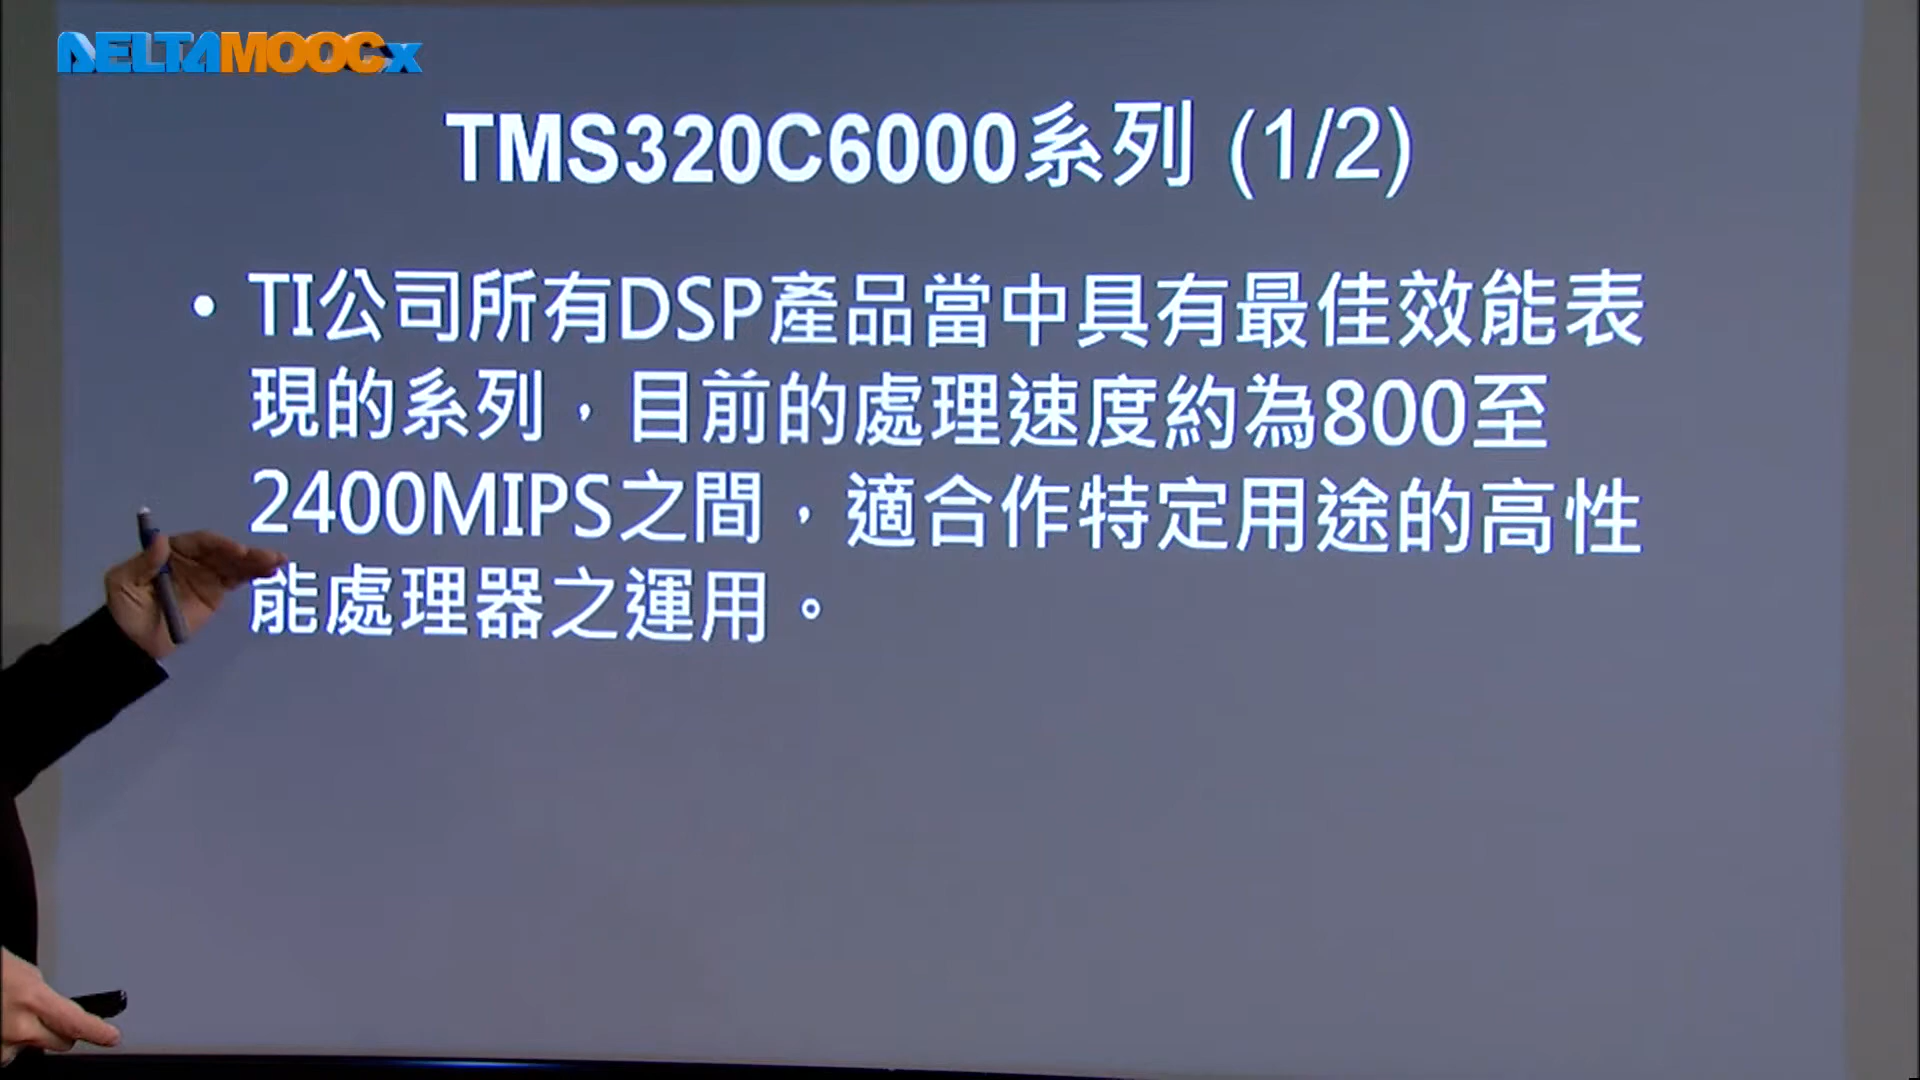 DELTAMOOCx
TMS320C6000系列 (1/2)
• TI公司所有DSP產品當中具有最佳效能表
現的系列，目前的處理速度約為800至
2400MIPS之間，適合作特定用途的高性
能處理器之運用。